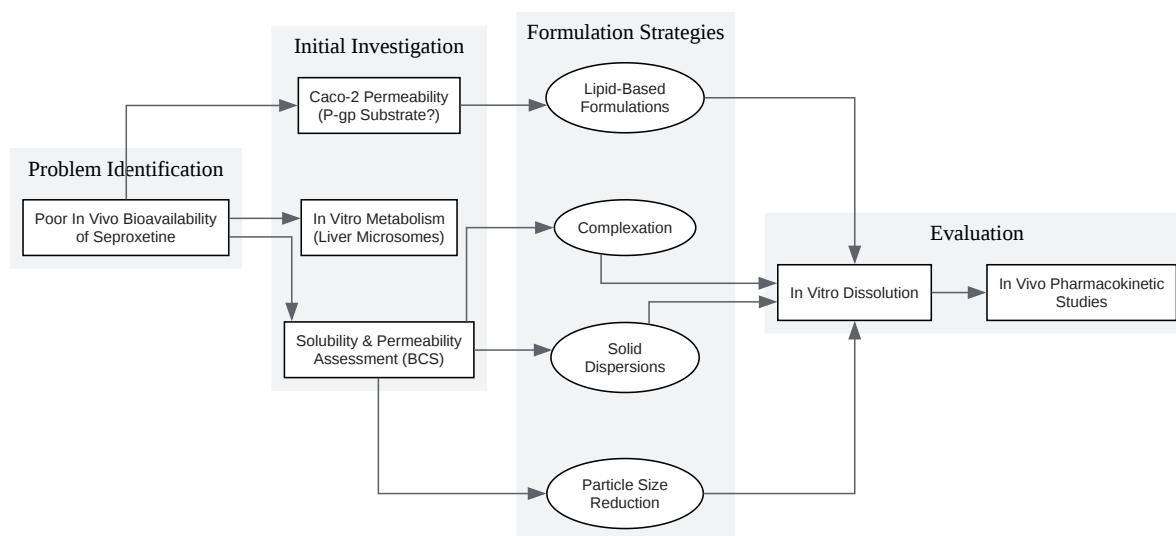 Problem Identification
Poor In Vivo Bioavailability
of Seproxetine
Initial Investigation
Caco-2 Permeability
(P-gp Substrate?)
In Vitro Metabolism
(Liver Microsomes)
Solubility & Permeability
Assessment (BCS)
Formulation Strategies
Lipid-Based
Formulations
Complexation
Solid
Dispersions
Particle Size
Reduction
Evaluation
In Vitro Dissolution
In Vivo Pharmacokinetic
Studies